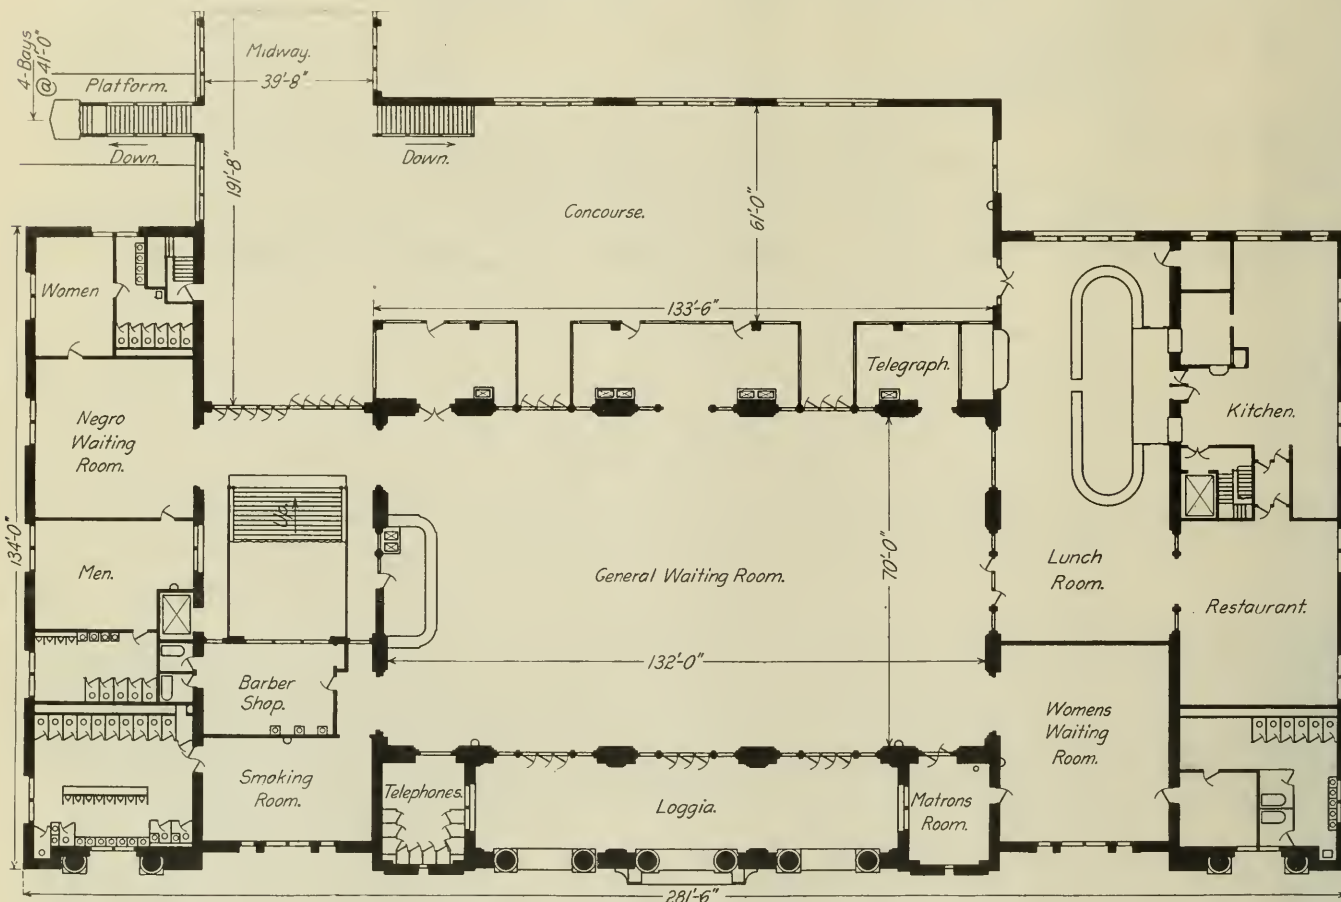 4-Bays
@ 41'-0"
Midway.
39'-8"
Platform.
Down.
Down.
191'-8"
Concourse.
61'-0"
133'-6"
Women
Telegraph.
Negro
Waiting
Room.
Kitchen.
Up.
134'-0"
Men.
General Waiting Room.
70'-0"
Lunch
Room.
Restaurant.
132'-0"
Barber
Shop.
Womens
Waiting
Room.
Smoking
Room.
Telephones.
Loggia.
Matrons
Room.
281'-6"